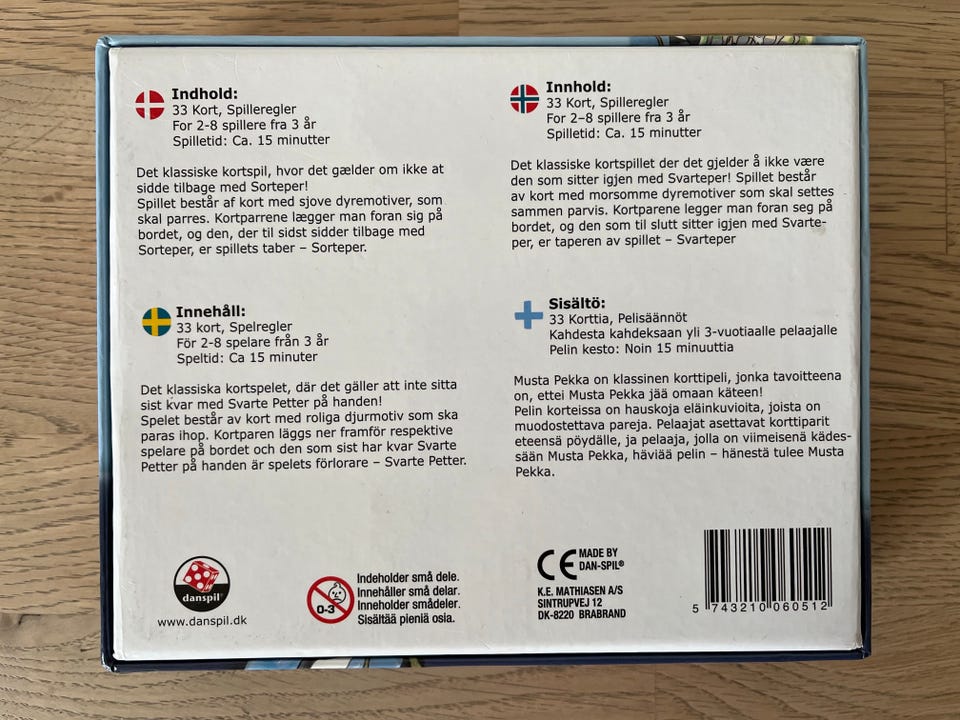 Indhold:
33 Kort, Spilleregler
For 2-8 spillere fra 3 år
Spilletid: Ca. 15 minutter
Det klassiske kortspil, hvor det gælder om ikke at
sidde tilbage med Sorteper!
Spillet består af kort med sjove dyremotiver, som
skal parres. Kortparrene lægger man foran sig på
bordet, og den, der til sidst sidder tilbage med
Sorteper, er spillets taber – Sorteper.
Innhold:
33 Kort, Spilleregler
For 2–8 spillere fra 3 år
Spilletid: Ca. 15 minutter
Det klassiske kortspillet der det gjelder å ikke være
den som sitter igjen med Svarteper! Spillet består
av kort med morsomme dyremotiver som skal settes
sammen parvis. Kortparene legger man foran seg på
bordet, og den som til slutt sitter igjen med Svarte-
per, er taperen av spillet – Svarteper
Innehåll:
33 kort, Spelregler
För 2-8 spelare från 3 år
Speltid: Ca 15 minuter
Det klassiska kortspelet, där det gäller att inte sitta
sist kvar med Svarte Petter på handen!
Spelet består av kort med roliga djurmotiv som ska
paras ihop. Kortparen läggs ner framför respektive
spelare på bordet och den som sist har kvar Svarte
Petter på handen är spelets förlorare – Svarte Petter.
Sisältö:
33 Korttia, Pelisäännöt
Kahdesta kahdeksaan yli 3-vuotiaalle pelaajalle
Pelin kesto: Noin 15 minuuttia
Musta Pekka on klassinen korttipeli, jonka tavoitteena
on, ettei Musta Pekka jää omaan käteen!
Pelin korteissa on hauskoja eläinkuvioita, joista on
muodostettava pareja. Pelaajat asettavat korttiparit
eteensä pöydälle, ja pelaaja, jolla on viimeisenä kädes-
sään Musta Pekka, häviää pelin – hänestä tulee Musta
Pekka.
danspil®
www.danspil.dk
0-3
Indeholder små dele.
Innehåller små delar.
Inneholder smådeler.
Sisältää pieniä osia.
CE MADE BY
DAN-SPIL®
K.E. MATHIASEN A/S
SINTRUPVEJ 12
DK-8220 BRABRAND
5 743210 060512